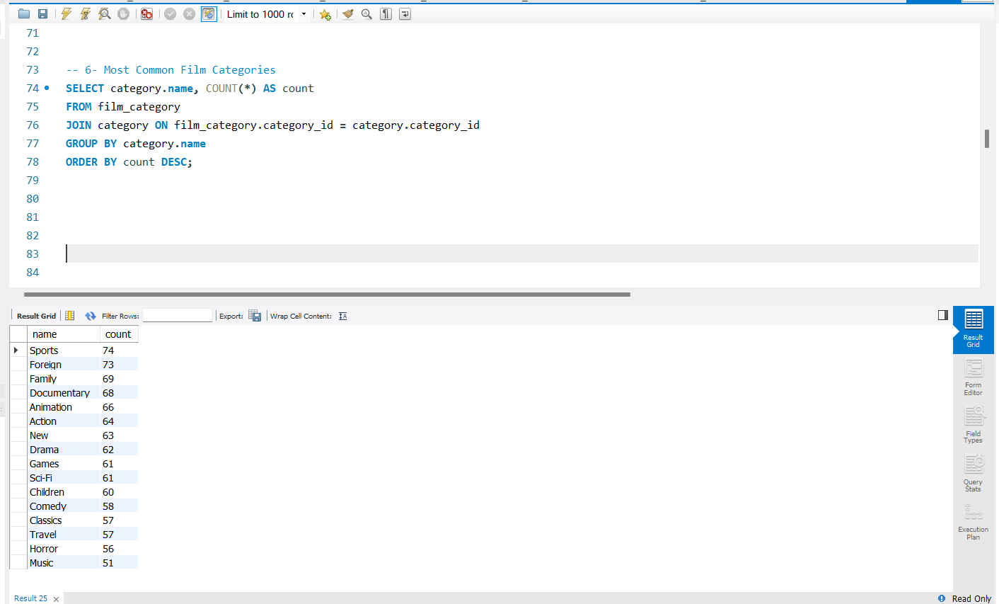 Limit to 1000 rc
71
72
73 -- 6- Most Common Film Categories
74 SELECT category.name, COUNT(*) AS count
75 FROM film_category
76 JOIN category ON film_category.category_id = category.category_id
77 GROUP BY category.name
78 ORDER BY count DESC;
79
80
81
82
83
84
Result Grid Filter Rows: Export: Wrap Cell Content:
name count
Sports 74
Foreign 73
Family 69
Documentary 68
Animation 66
Action 64
New 63
Drama 62
Games 61
Sci-Fi 61
Children 60
Comedy 58
Classics 57
Travel 57
Horror 56
Music 51
Result
Grid
Form
Editor
Field
Types
Query
Stats
Execution
Plan
Result 25 Read Only